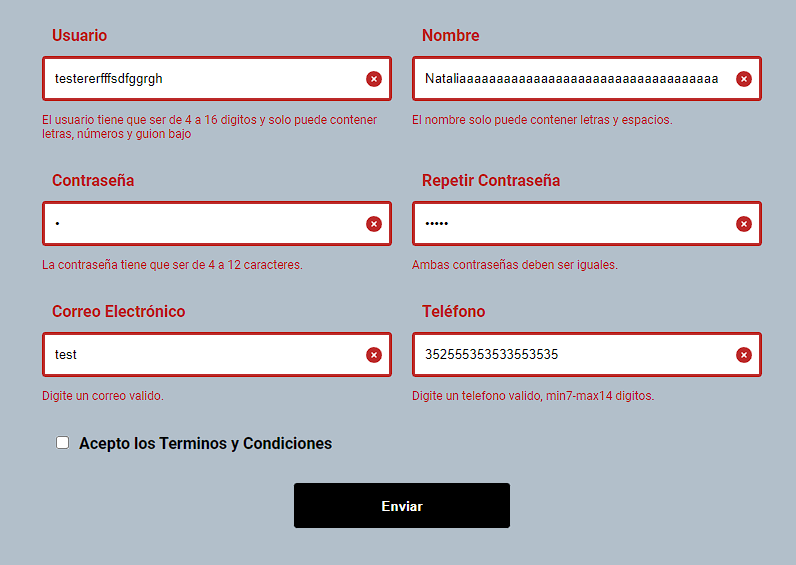 Usuario
Nombre
testererfffsdfggrgh
Nataliaaaaaaaaaaaaaaaaaaaaaaaaaaaaaaaaaaa
El usuario tiene que ser de 4 a 16 digitos y solo puede contener
letras, números y guion bajo
El nombre solo puede contener letras y espacios.
Contraseña
Repetir Contraseña
•
•••••
La contraseña tiene que ser de 4 a 12 caracteres.
Ambas contraseñas deben ser iguales.
Correo Electrónico
Teléfono
test
352555353533553535
Digite un correo valido.
Digite un telefono valido, min7-max14 digitos.
Acepto los Terminos y Condiciones
Enviar